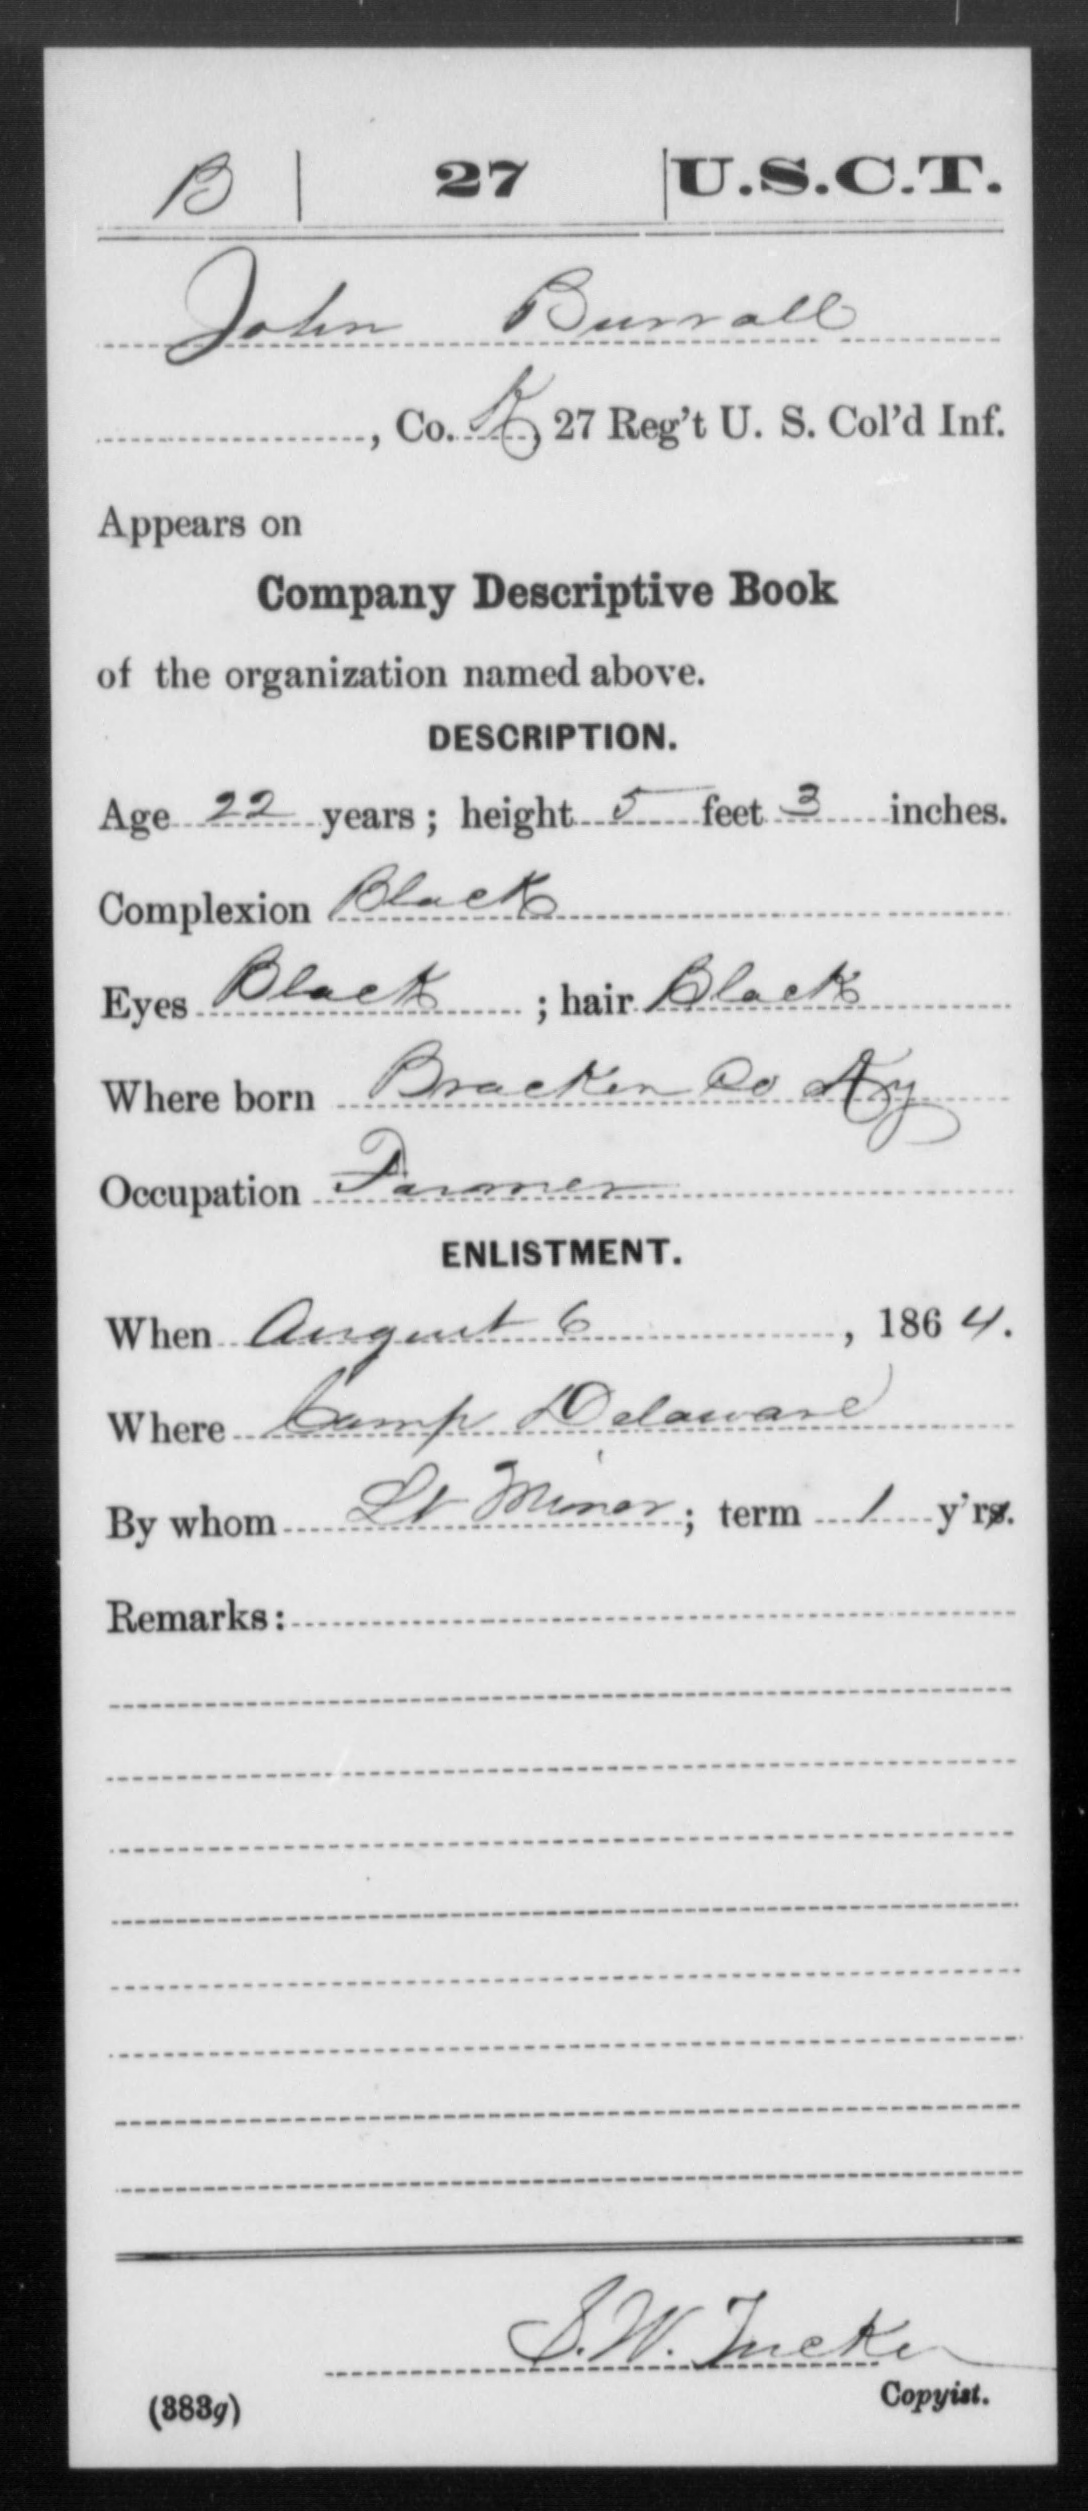 B | 27 | U.S.C.T.
John Burrall
, Co. K, 27 Reg't U. S. Col'd Inf.
Appears on
Company Descriptive Book
of the organization named above.
DESCRIPTION.
Age 22 years; height 5 feet 3 inches.
Complexion Black
Eyes Black ; hair Black
Where born Bracken Co Ky
Occupation Farmer
ENLISTMENT.
When August 6, 1864.
Where Camp Delaware
By whom Lt Minor; term 1 y'rs.
Remarks:
S. W. Tucker
Copyist.
(383g)